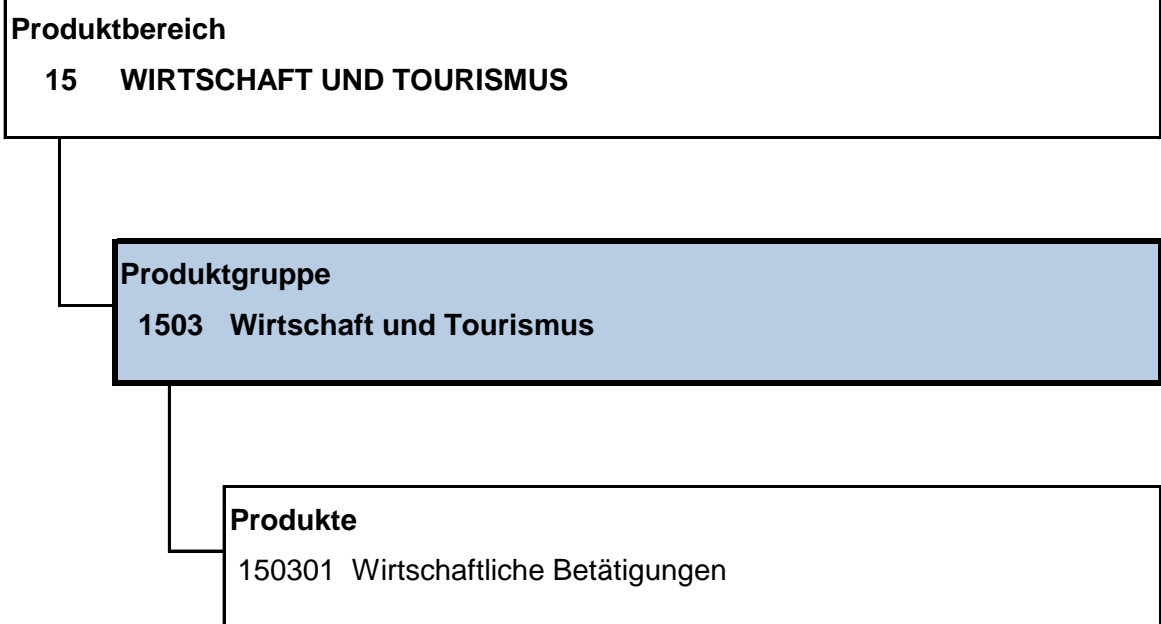 Produktbereich
15 WIRTSCHAFT UND TOURISMUS
Produktgruppe
1503 Wirtschaft und Tourismus
Produkte
150301 Wirtschaftliche Betätigungen